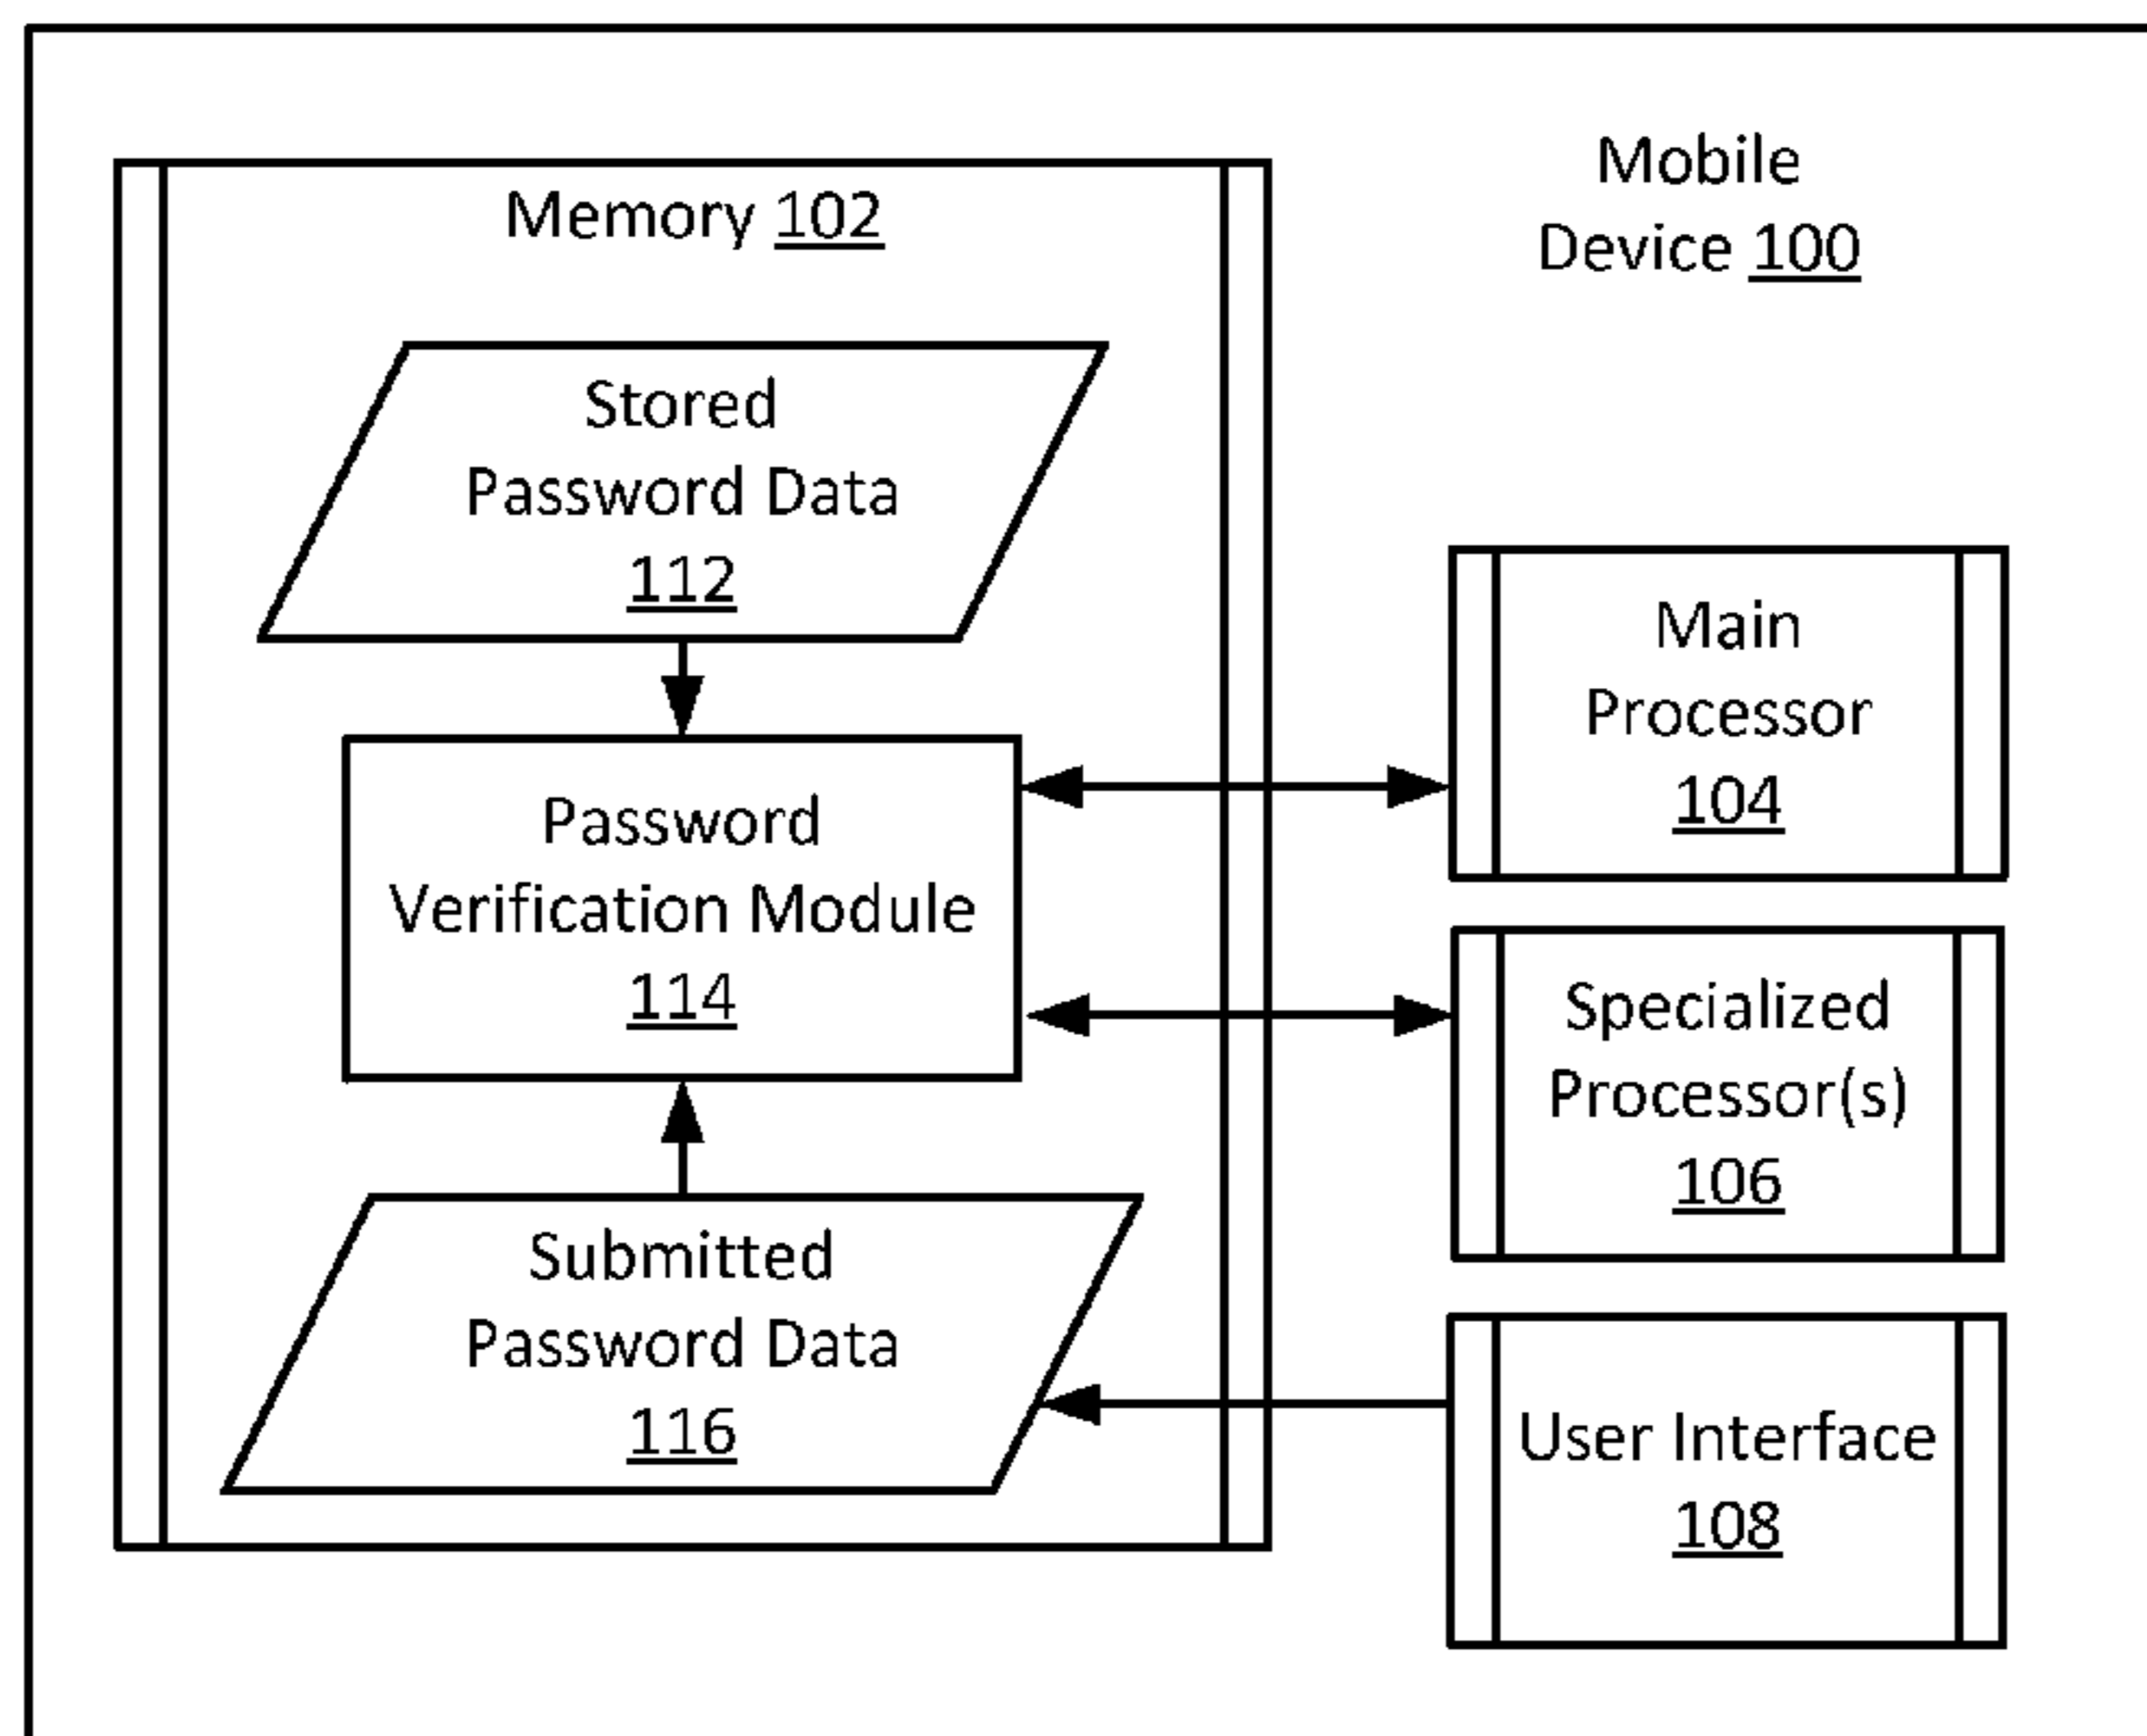 Mobile
Device 100
Memory 102
Stored
Password Data
112
Password
Verification Module
114
Submitted
Password Data
116
Main
Processor
104
Specialized
Processor(s)
106
User Interface
108